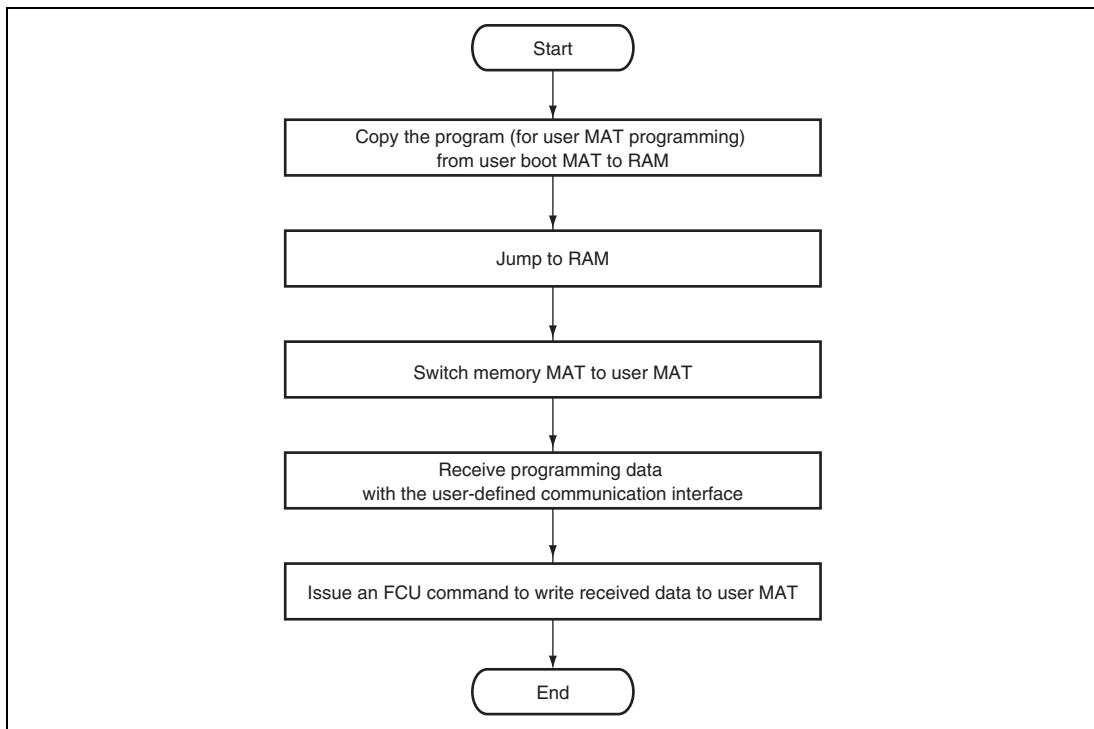 Start
Copy the program (for user MAT programming)
from user boot MAT to RAM
Jump to RAM
Switch memory MAT to user MAT
Receive programming data
with the user-defined communication interface
Issue an FCU command to write received data to user MAT
End